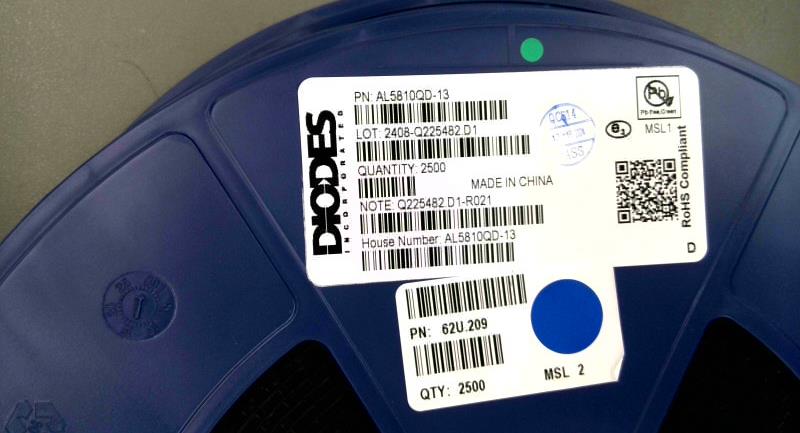 DIODES
INCORPORATED
PN: AL5810QD-13
LOT: 2408-Q225482.D1
QUANTITY: 2500
MADE IN CHINA
NOTE: Q225482.D1-R021
House Number: AL5810QD-13
Pb
Pb-free,Green
e3
MSL1
RoHS Compliant
D
PN: 62U.209
QTY: 2500
MSL 2